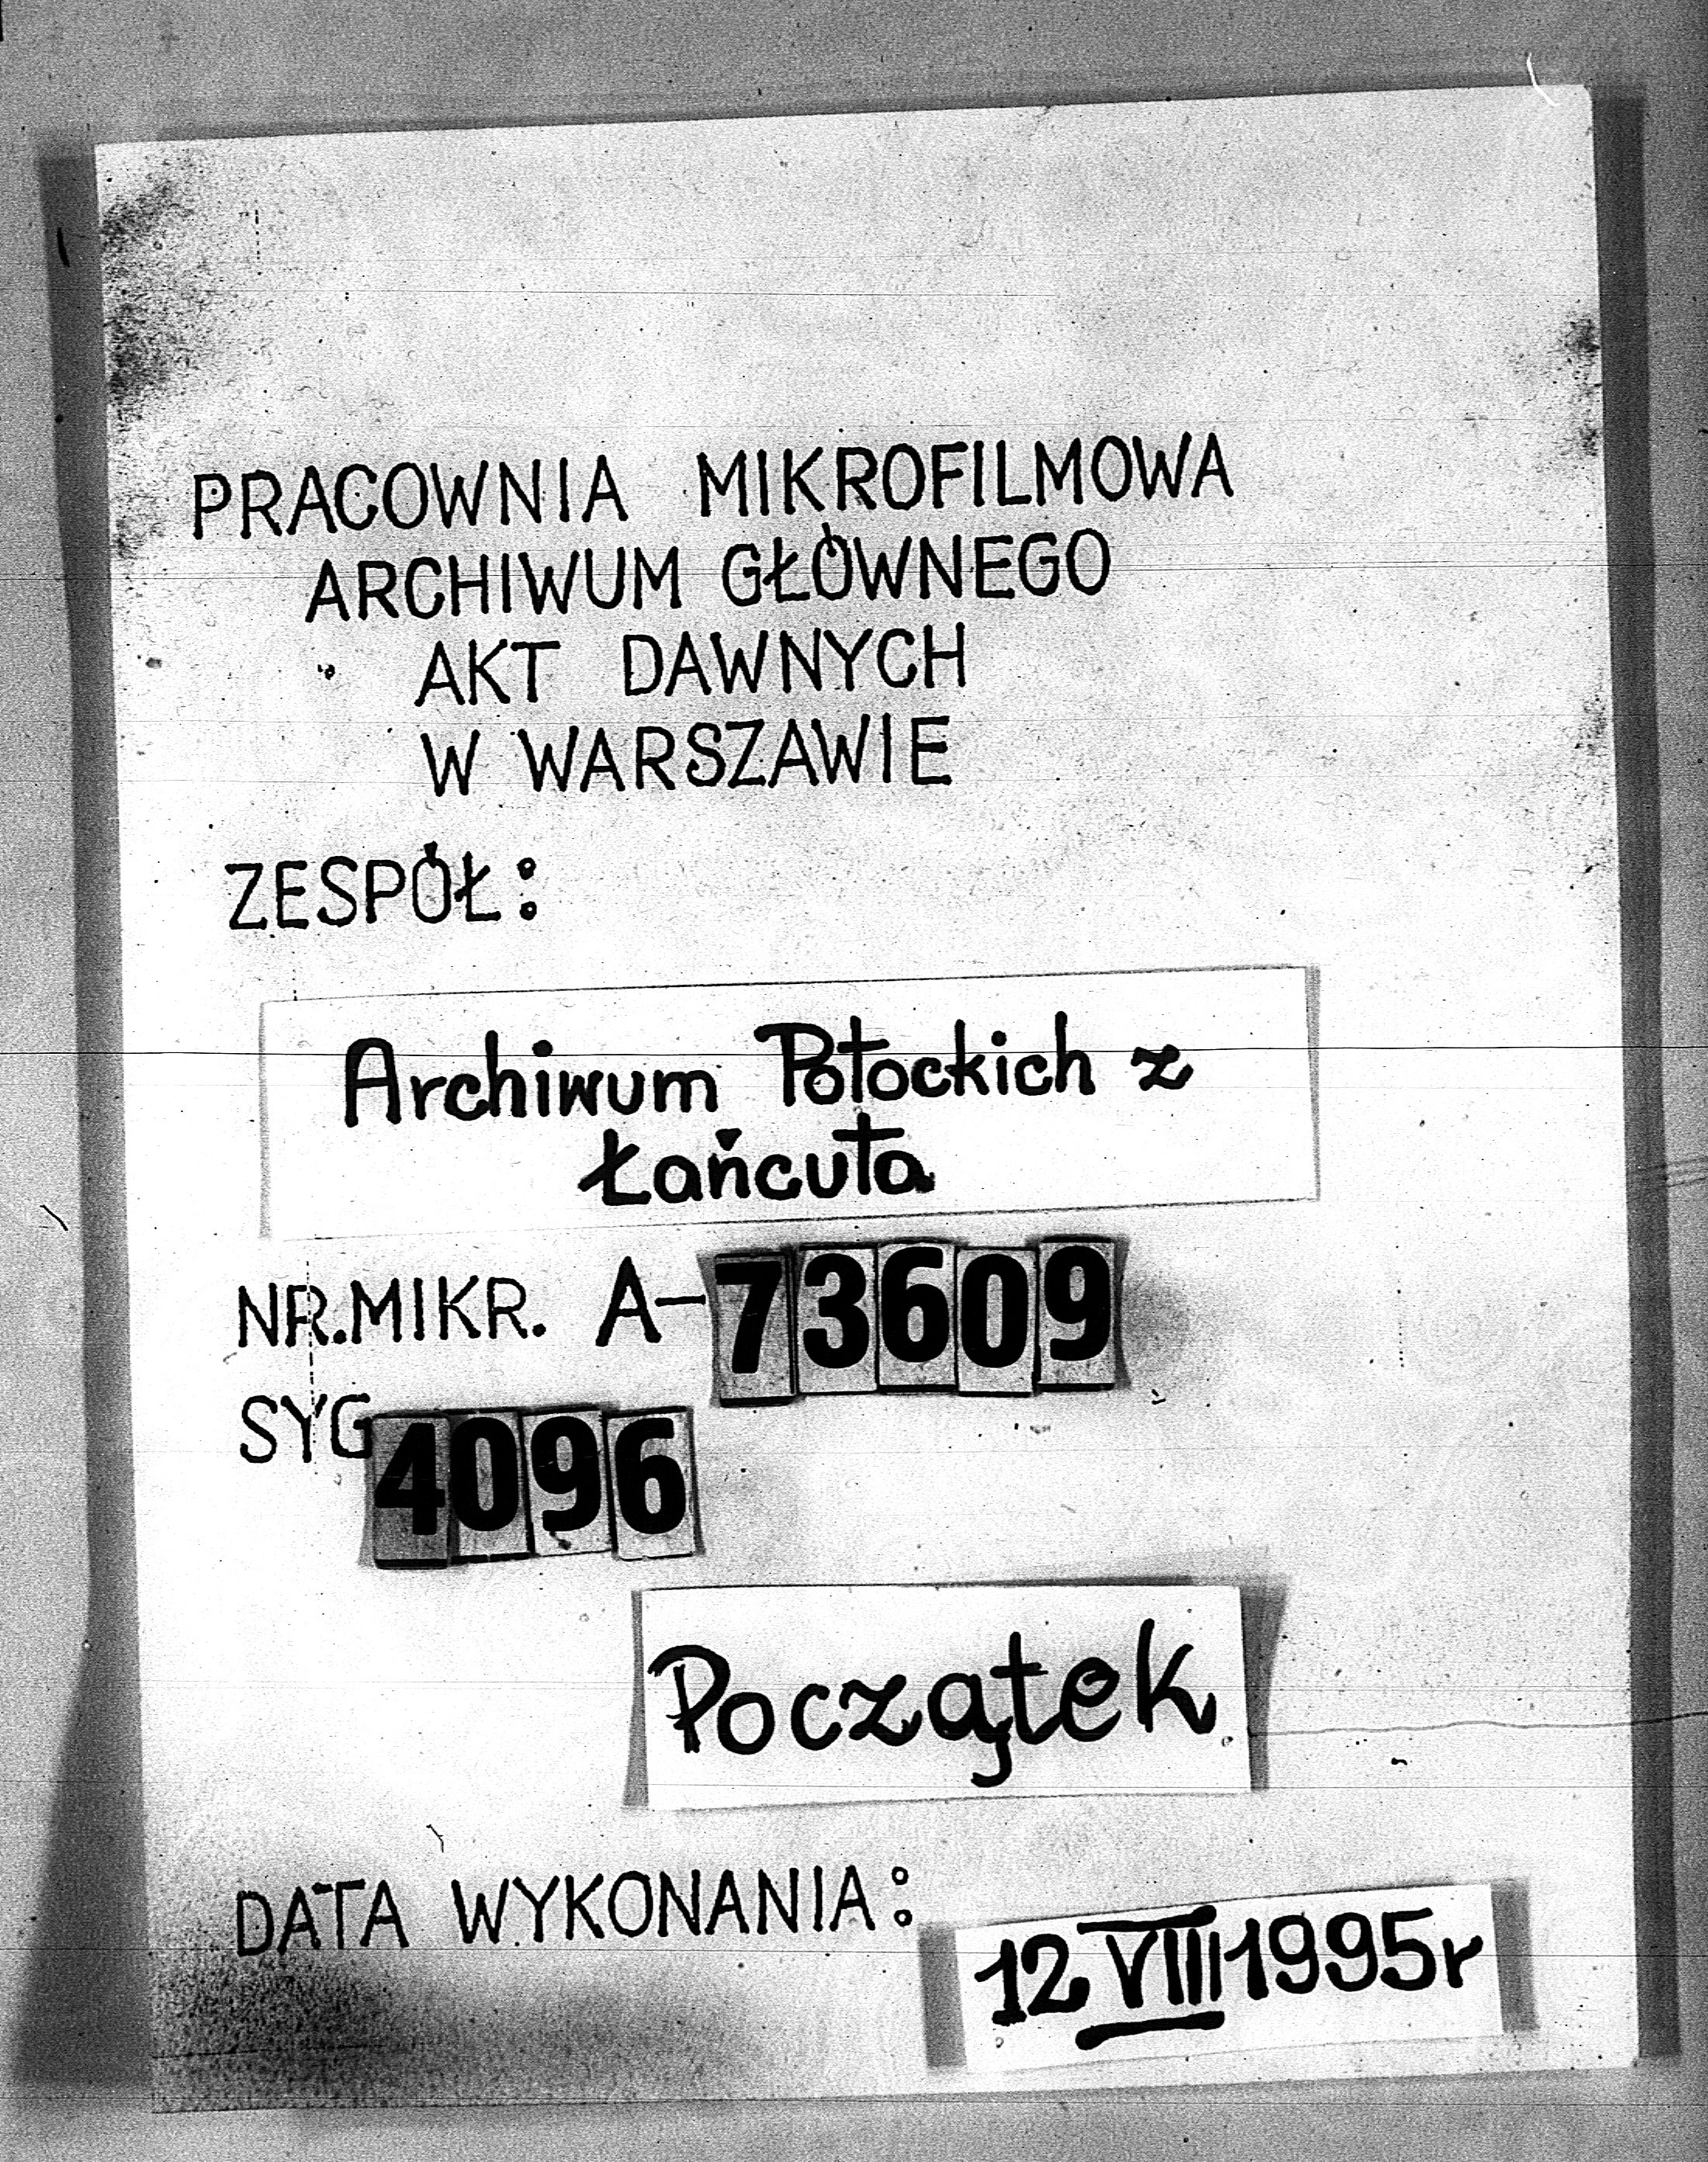 PRACOWNIA MIKROFILMOWA
ARCHIWUM GŁÓWNEGO
AKT DAWNYCH
W WARSZAWIE
ZESPÓŁ:
Archiwum Potockich z
Łańcuta
NR.MIKR. A-73609
SYG 4096
Początek
DATA WYKONANIA:
12 VIII 1995r